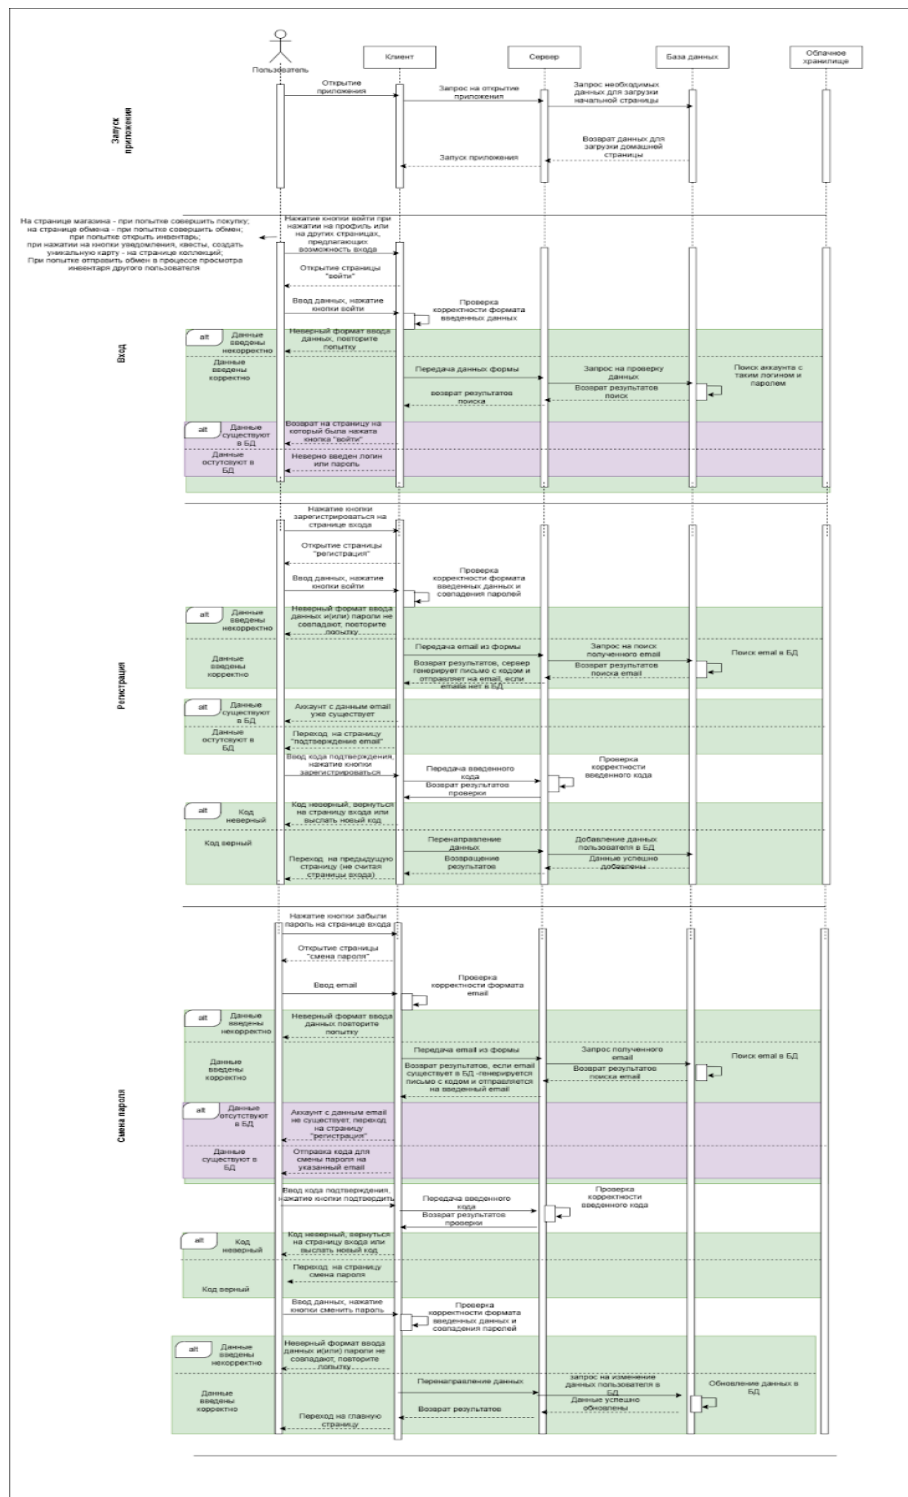 Пользователь
Клиент
Сервер
База данных
Облачное
хранилище
Запуск
приложения
Открытие
приложения
Запрос на открытие
приложения
Запрос необходимых
данных для загрузки
начальной страницы
Возврат данных для
загрузки домашней
страницы
Запуск приложения
На странице магазина - при попытке совершить покупку;
на странице обмена - при попытке совершить обмен;
при попытке открыть инвентарь;
при нажатии на кнопки уведомления, квесты, создать
уникальную карту - на странице коллекций;
При попытке отправить обмен в процессе просмотра
инвентаря другого пользователя
Вход
Нажатие кнопки войти при
нажатии на профиль или
на других страницах,
предлагающих
возможность входа
Открытие страницы
"войти"
Ввод данных, нажатие
кнопки войти
Проверка
корректности формата
введенных данных
alt
Данные
введены
некорректно
Неверный формат ввода
данных, повторите
попытку
Данные
введены
корректно
Передача данных формы
Запрос на проверку
данных
Поиск аккаунта с
таким логином и
паролем
Возврат результатов
поиск
возврат результатов
поиска
alt
Данные
существуют
в БД
Возврат на страницу на
который была нажата
кнопка "войти"
Данные
остутсвуют в
БД
Неверно введен логин
или пароль
Регистрация
Нажатие кнопки
зарегистрироваться на
странице входа
Открытие страницы
"регистрация"
Ввод данных, нажатие
кнопки войти
Проверка
корректности формата
введенных данных и
совпадения паролей
alt
Данные
введены
некорректно
Неверный формат ввода
данных и(или) пароли не
совпадают, повторите
попытку
Данные
введены
корректно
Передача email из формы
Запрос на поиск
полученного email
Поиск emal в БД
Возврат результатов
поиска email
Возврат результатов, сервер
генерирует письмо с кодом и
отправляет на email, если
emailа нет в БД
alt
Данные
существуют
в БД
Аккаунт с данным email
уже существует
Данные
остутсвуют в
БД
Переход на страницу
"подтверждение email"
Ввод кода подтверждения,
нажатие кнопки
зарегистрироваться
Передача введенного
кода
Возврат результатов
проверки
Проверка
корректности
введенного кода
alt
Код
неверный
Код неверный, вернуться
на страницу входа или
выслать новый код
Код верный
Перенаправление
данных
Добавление данных
пользователя в БД
Данные успешно
добавлены
Возвращение
результатов
Переход на предыдущую
страницу (не считая
страницы входа)
Смена пароля
Нажатие кнопки забыли
пароль на странице входа
Открытие страницы
"смена пароля"
Ввод email
Проверка
корректности формата
email
alt
Данные
введены
некорректно
Неверный формат ввода
данных повторите
попытку
Данные
введены
корректно
Передача email из формы
Запрос полученного
email
Поиск emal в БД
Возврат результатов
поиска email
Возврат результатов, если email
существует в БД -генерируется
письмо с кодом и отправляется
на введенный email
alt
Данные
отсутствуют
в БД
Аккаунт с данным email
не существует, переход
на страницу
"регистрация"
Данные
существуют в
БД
Отправка кода для
смены пароля на
указанный email
Ввод кода подтверждения,
нажатие кнопки подтвердить
Передача введенного
кода
Возврат результатов
проверки
Проверка
корректности
введенного кода
alt
Код
неверный
Код неверный, вернуться
на страницу входа или
выслать новый код
Переход на страницу
смена пароля
Код верный
Ввод данных, нажатие
кнопки сменить пароль
Проверка
корректности формата
введенных данных и
совпадения паролей
alt
Данные
введены
некорректно
Неверный формат ввода
данных и(или) пароли не
совпадают, повторите
попытку
Данные
введены
корректно
Перенаправление данных
запрос на изменение
данных пользователя в
БД
Обновление данных в
БД
Данные успешно
обновлены
Возврат результатов
Переход на главную
страницу